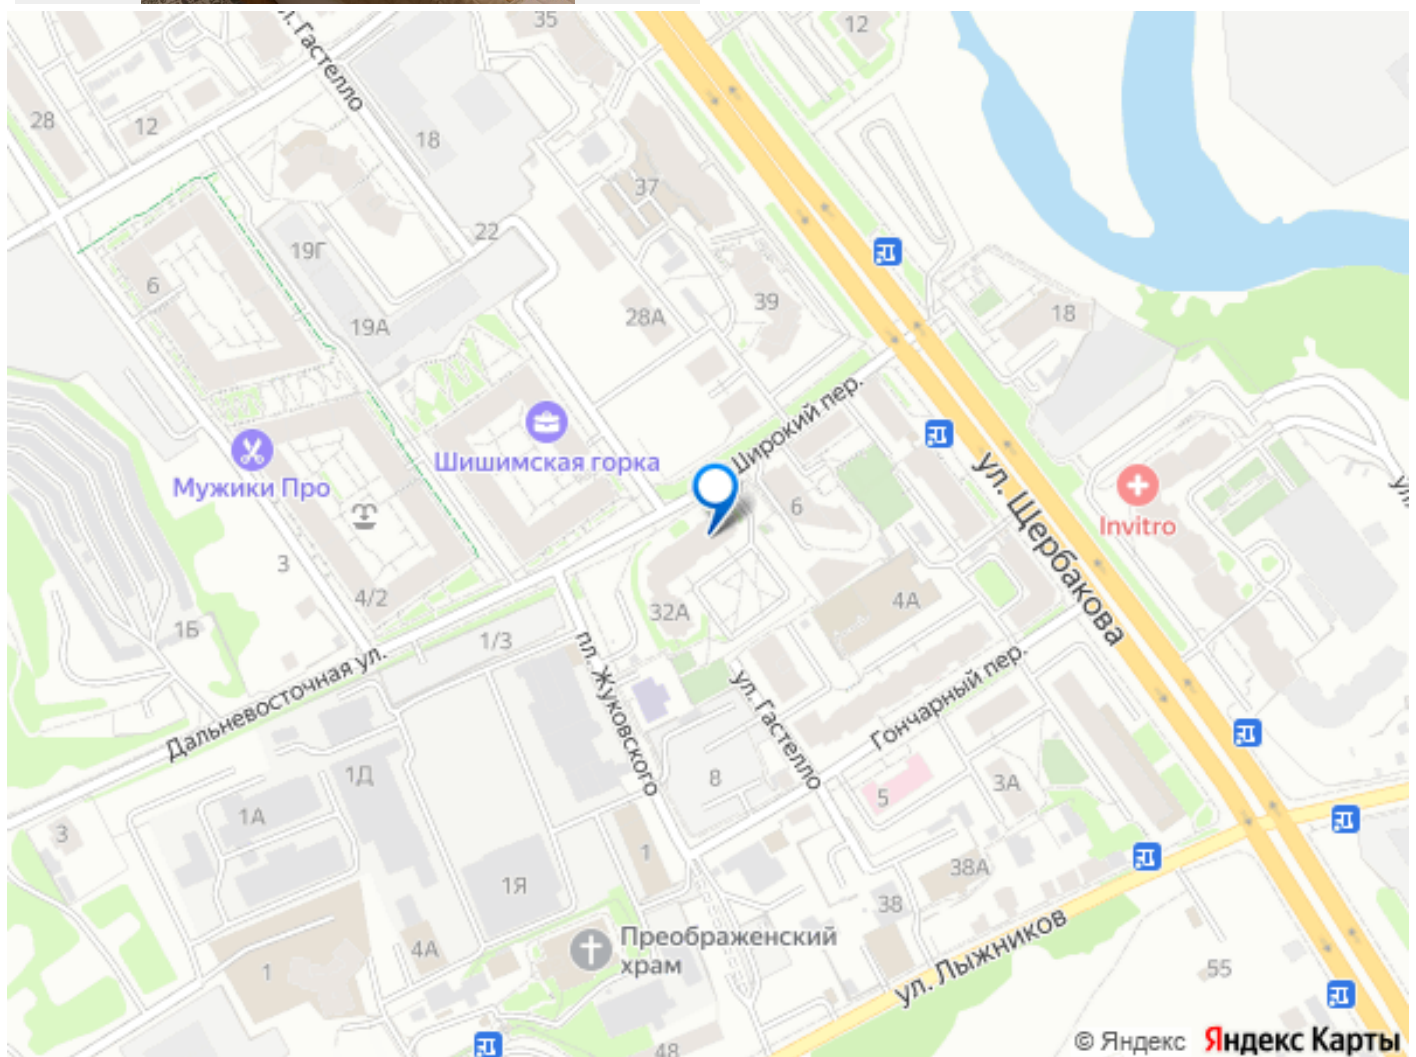 35
12
ул. Гастелло
28
12
18
37
22
19Г
6
28А
39
18
19А
Широкий пер.
Шишимская горка
Мужики Про
6
ул. Щербакова
Invitro
3
4/2
32А
4А
1Б
1/3
Дальневосточная ул.
пл. Жуковского
ул. Гастелло
Гончарный пер.
1Д
8
5
3А
1А
3
1
38А
1Я
38
Преображенский
храм
4А
1
ул. Лыжников
55
48
© Яндекс Яндекс Карты